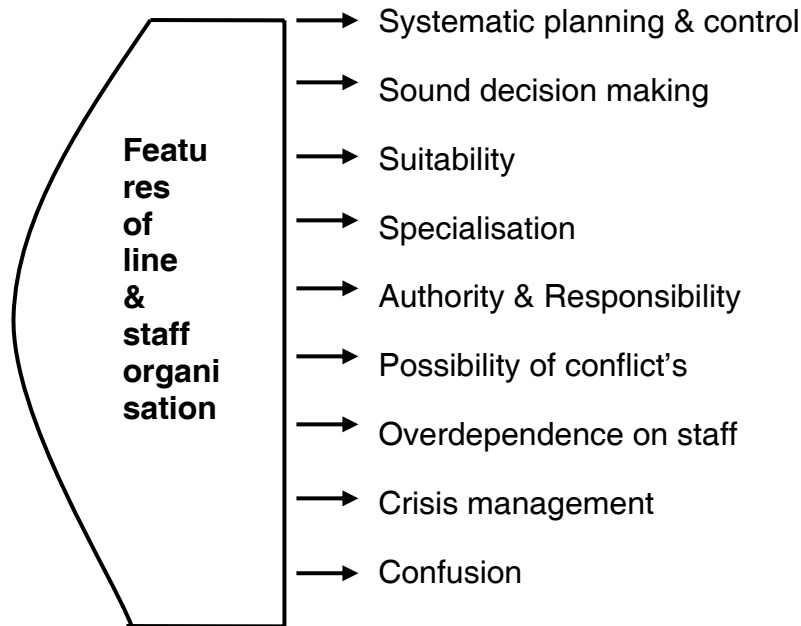 Featu
res
of
line
&
staff
organi
sation
Systematic planning & control
Sound decision making
Suitability
Specialisation
Authority & Responsibility
Possibility of conflict's
Overdependence on staff
Crisis management
Confusion